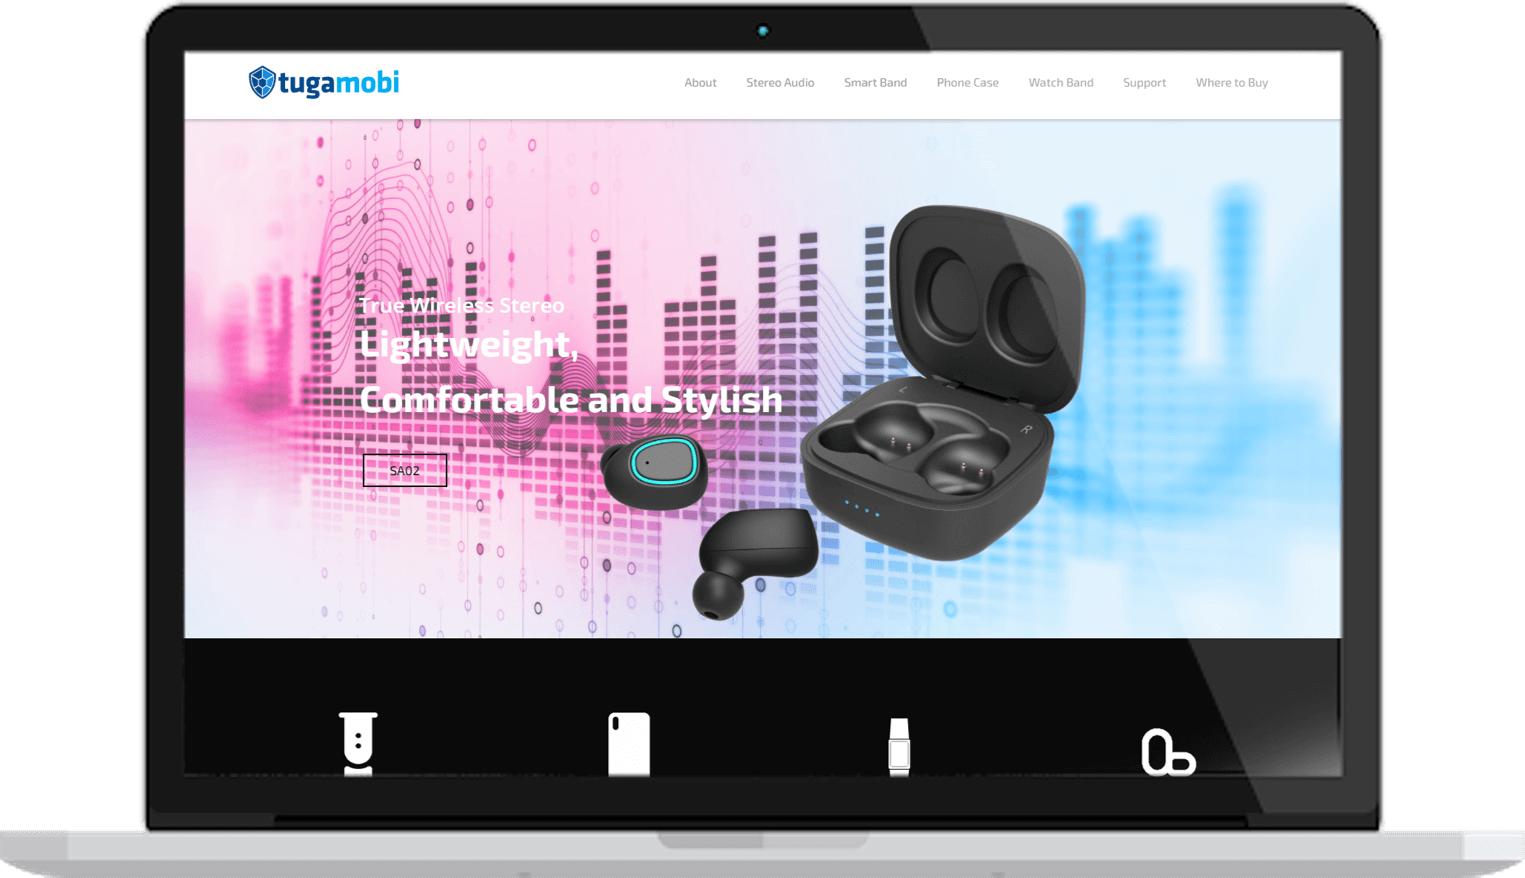 tugamobi
About Stereo Audio Smart Band Phone Case Watch Band Support Where to Buy
True Wireless Stereo
Lightweight,
Comfortable and Stylish
SA02
L
R